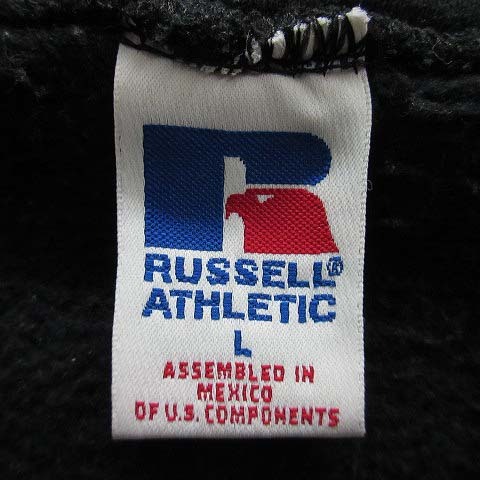 RUSSELL®
ATHLETIC
L
ASSEMBLED IN
MEXICO
OF U.S. COMPONENTS